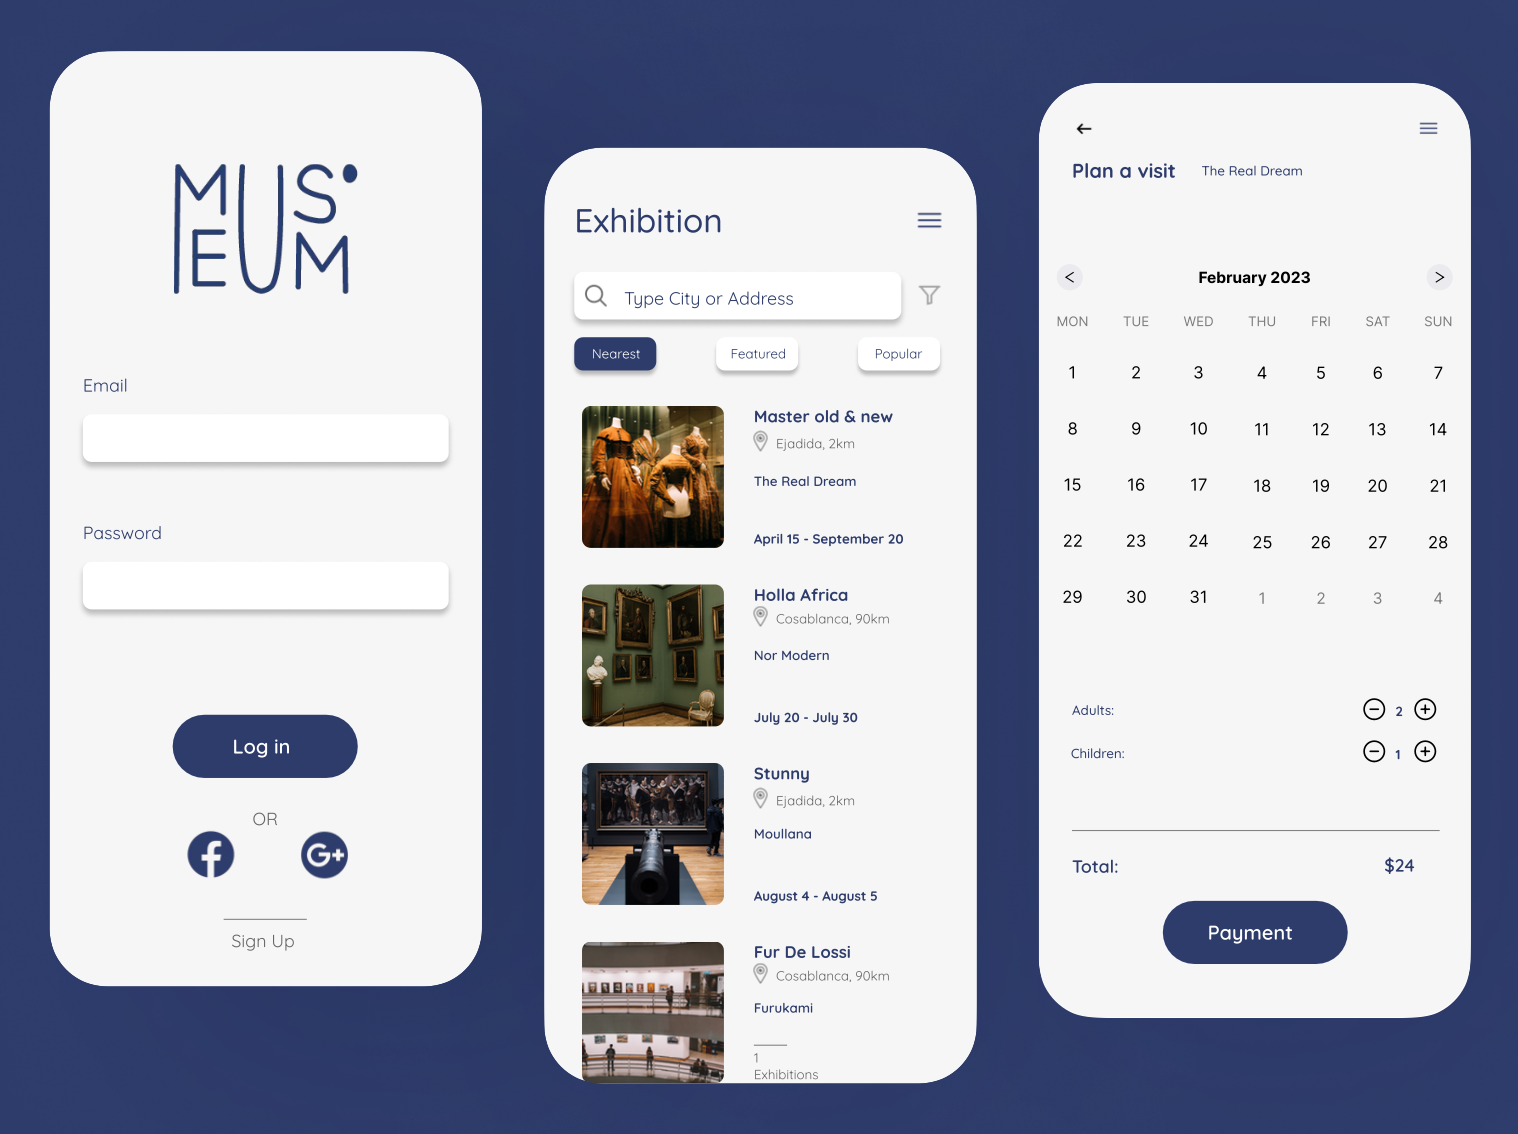 MUS
EUM
Email
Password
Log in
OR
f
G+
Sign Up
Exhibition
Type City or Address
Nearest Featured Popular
Master old & new
Ejadida, 2km
The Real Dream
April 15 - September 20
Holla Africa
Cosablanca, 90km
Nor Modern
July 20 - July 30
Stunny
Ejadida, 2km
Moullana
August 4 - August 5
Fur De Lossi
Cosablanca, 90km
Furukami
1
Exhibitions
Plan a visit The Real Dream
< February 2023 >
MON TUE WED THU FRI SAT SUN
1 2 3 4 5 6 7
8 9 10 11 12 13 14
15 16 17 18 19 20 21
22 23 24 25 26 27 28
29 30 31 1 2 3 4
Adults: 2
Children: 1
Total: $24
Payment